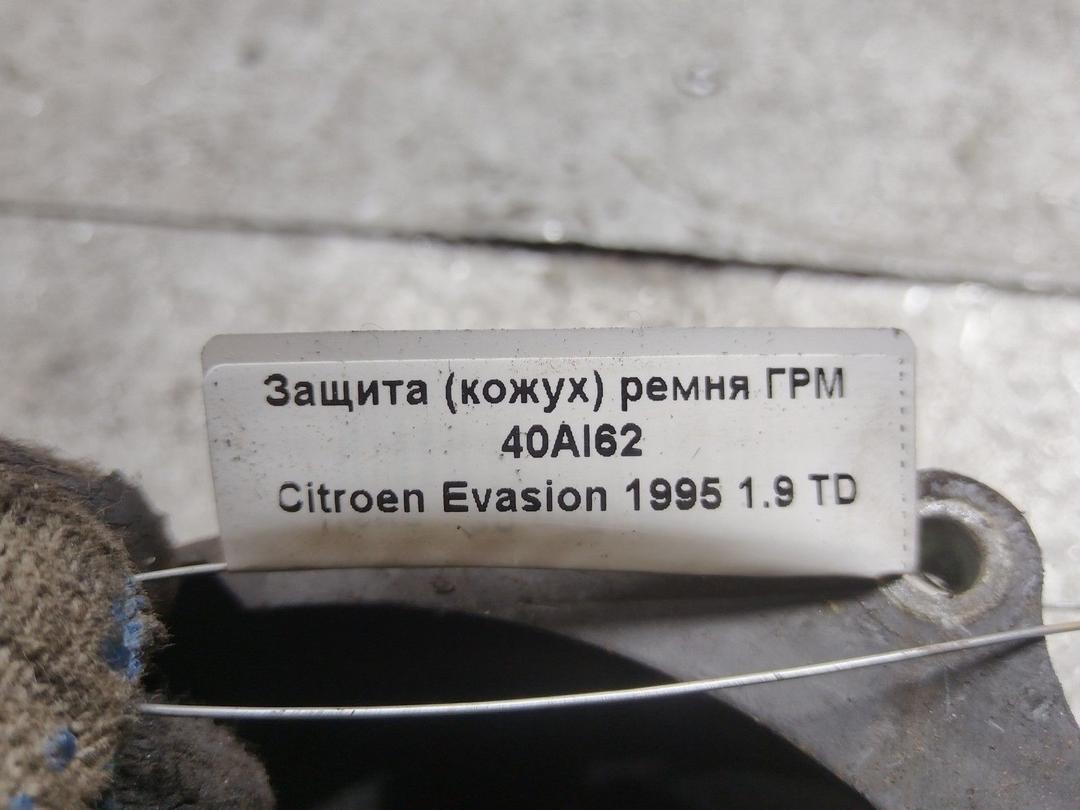 Защита (кожух) ремня ГРМ
40AI62
Citroen Evasion 1995 1.9 TD